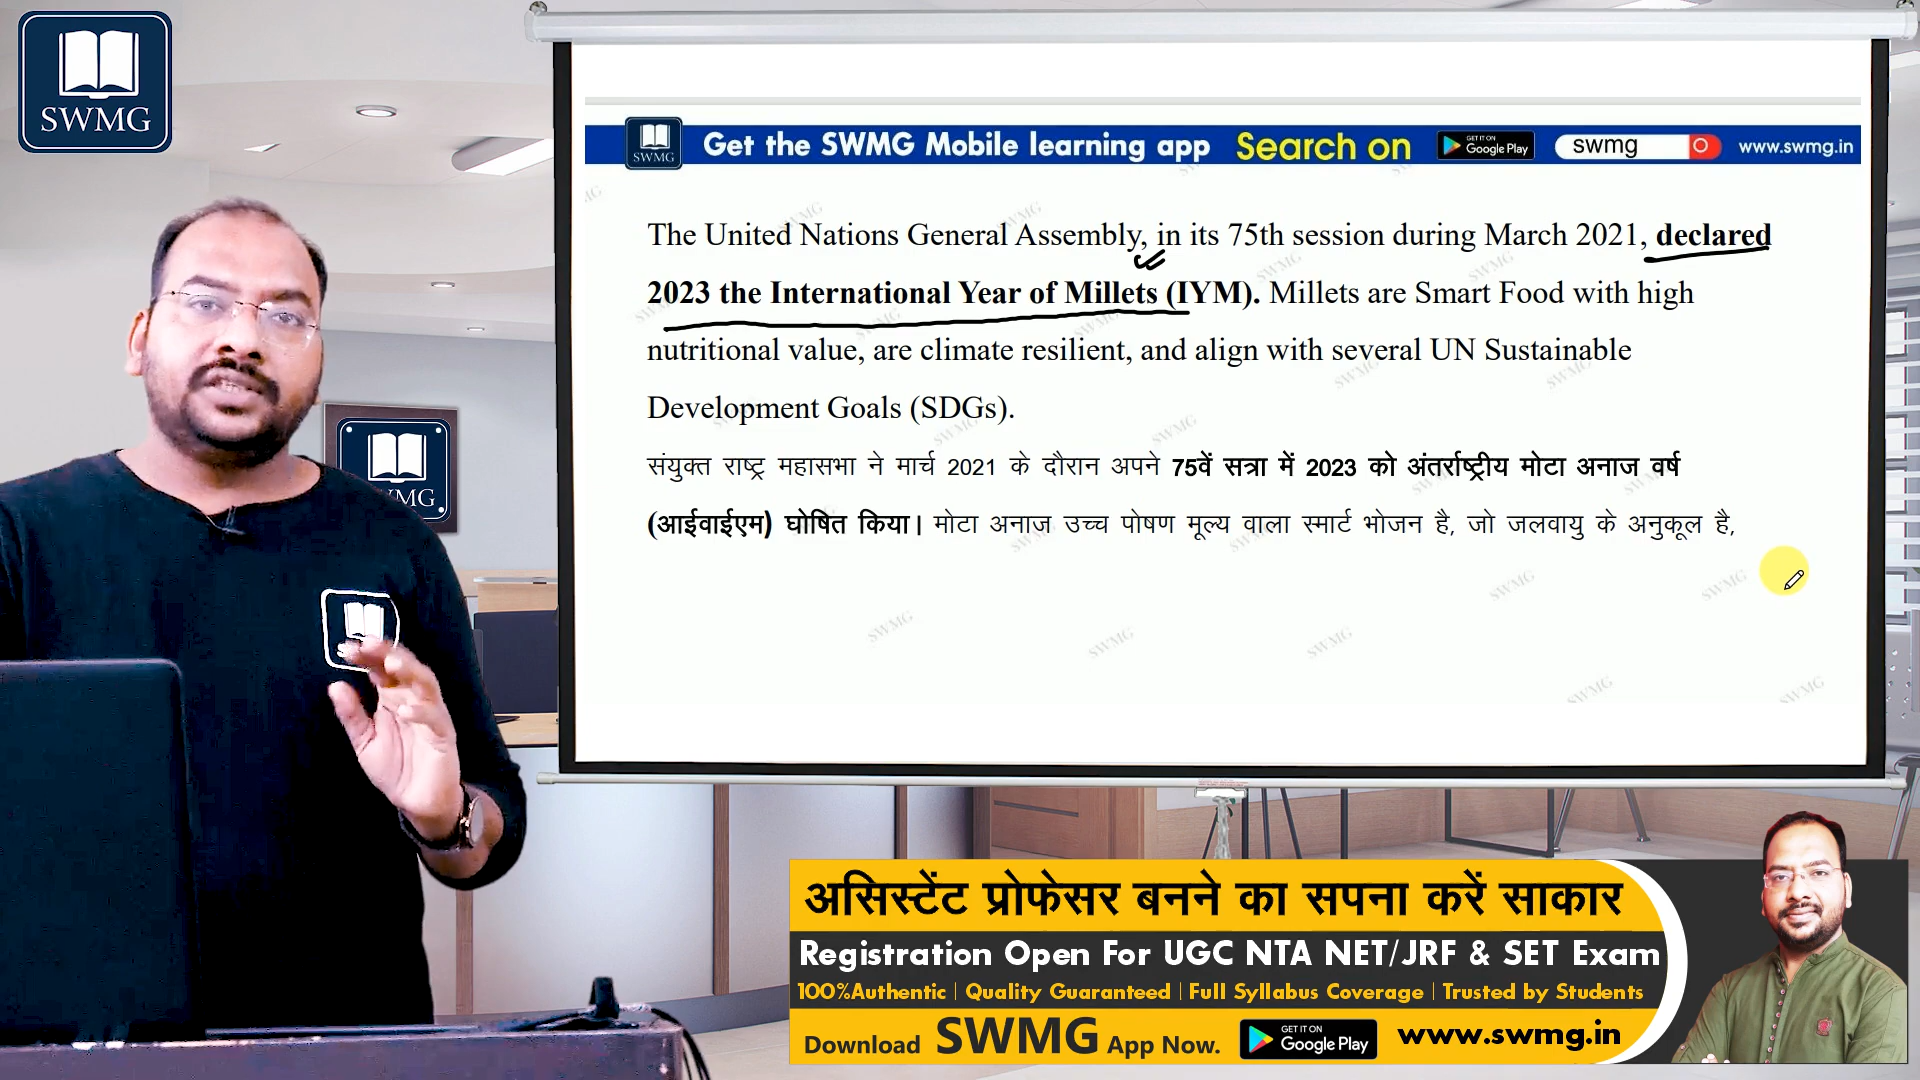 SWMG
SWMG
Get the SWMG Mobile learning app
Search on
GET IT ON
Google Play
swmg
www.swmg.in
The United Nations General Assembly, in its 75th session during March 2021, declared
2023 the International Year of Millets (IYM). Millets are Smart Food with high
nutritional value, are climate resilient, and align with several UN Sustainable
Development Goals (SDGs).
संयुक्त राष्ट्र महासभा ने मार्च 2021 के दौरान अपने 75वें सत्रा में 2023 को अंतर्राष्ट्रीय मोटा अनाज वर्ष
(आईवाईएम) घोषित किया। मोटा अनाज उच्च पोषण मूल्य वाला स्मार्ट भोजन है, जो जलवायु के अनुकूल है,
असिस्टेंट प्रोफेसर बनने का सपना करें साकार
Registration Open For UGC NTA NET/JRF & SET Exam
100%Authentic | Quality Guaranteed | Full Syllabus Coverage | Trusted by Students
Download SWMG App Now.
GET IT ON
Google Play
www.swmg.in